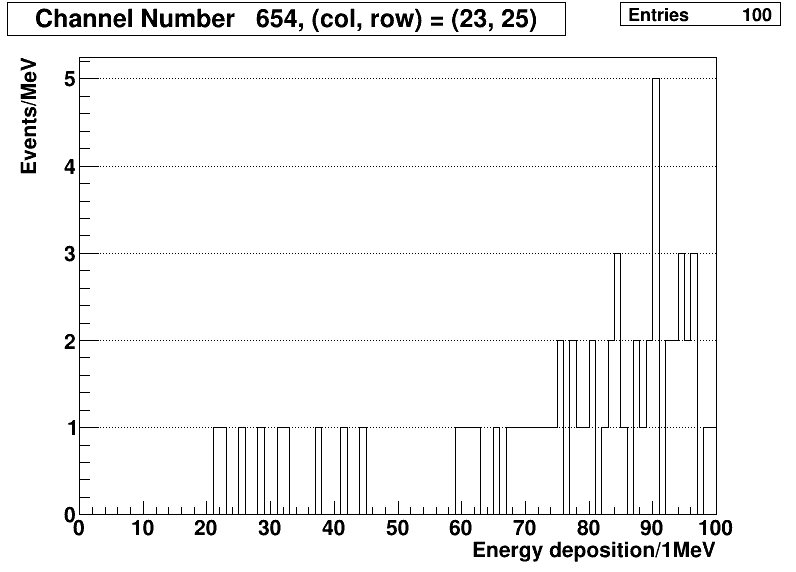 Channel Number 654, (col, row) = (23, 25)
Entries 100
Events/MeV
5
4
3
2
1
0
0 10 20 30 40 50 60 70 80 90 100
Energy deposition/1MeV